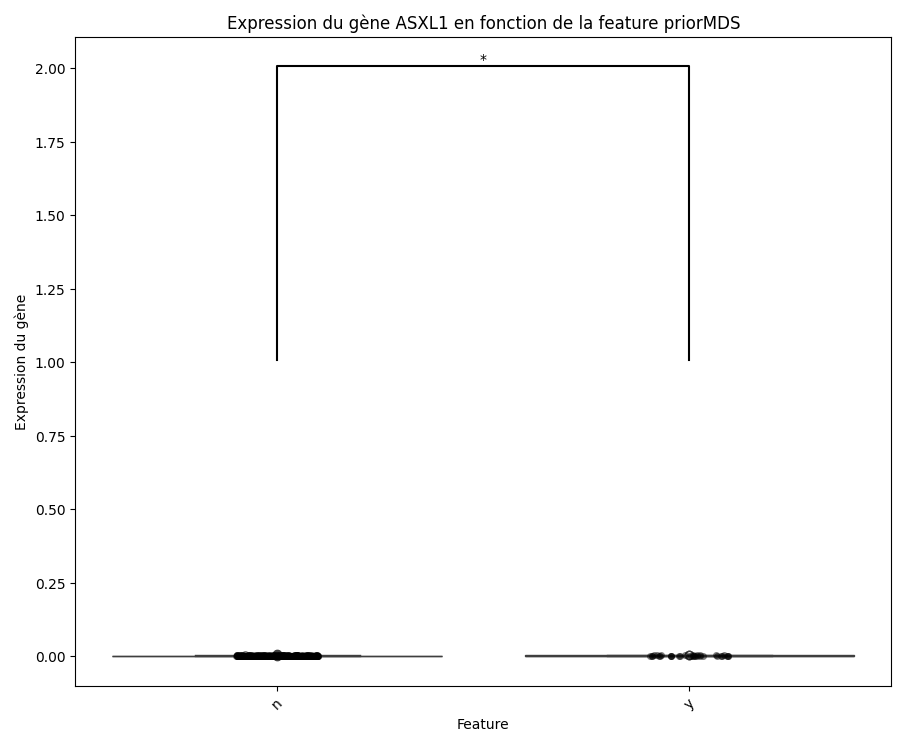 Expression du gène ASXL1 en fonction de la feature priorMDS
*
2.00
1.75
1.50
1.25
1.00
0.75
0.50
0.25
0.00
Expression du gène
n
y
Feature